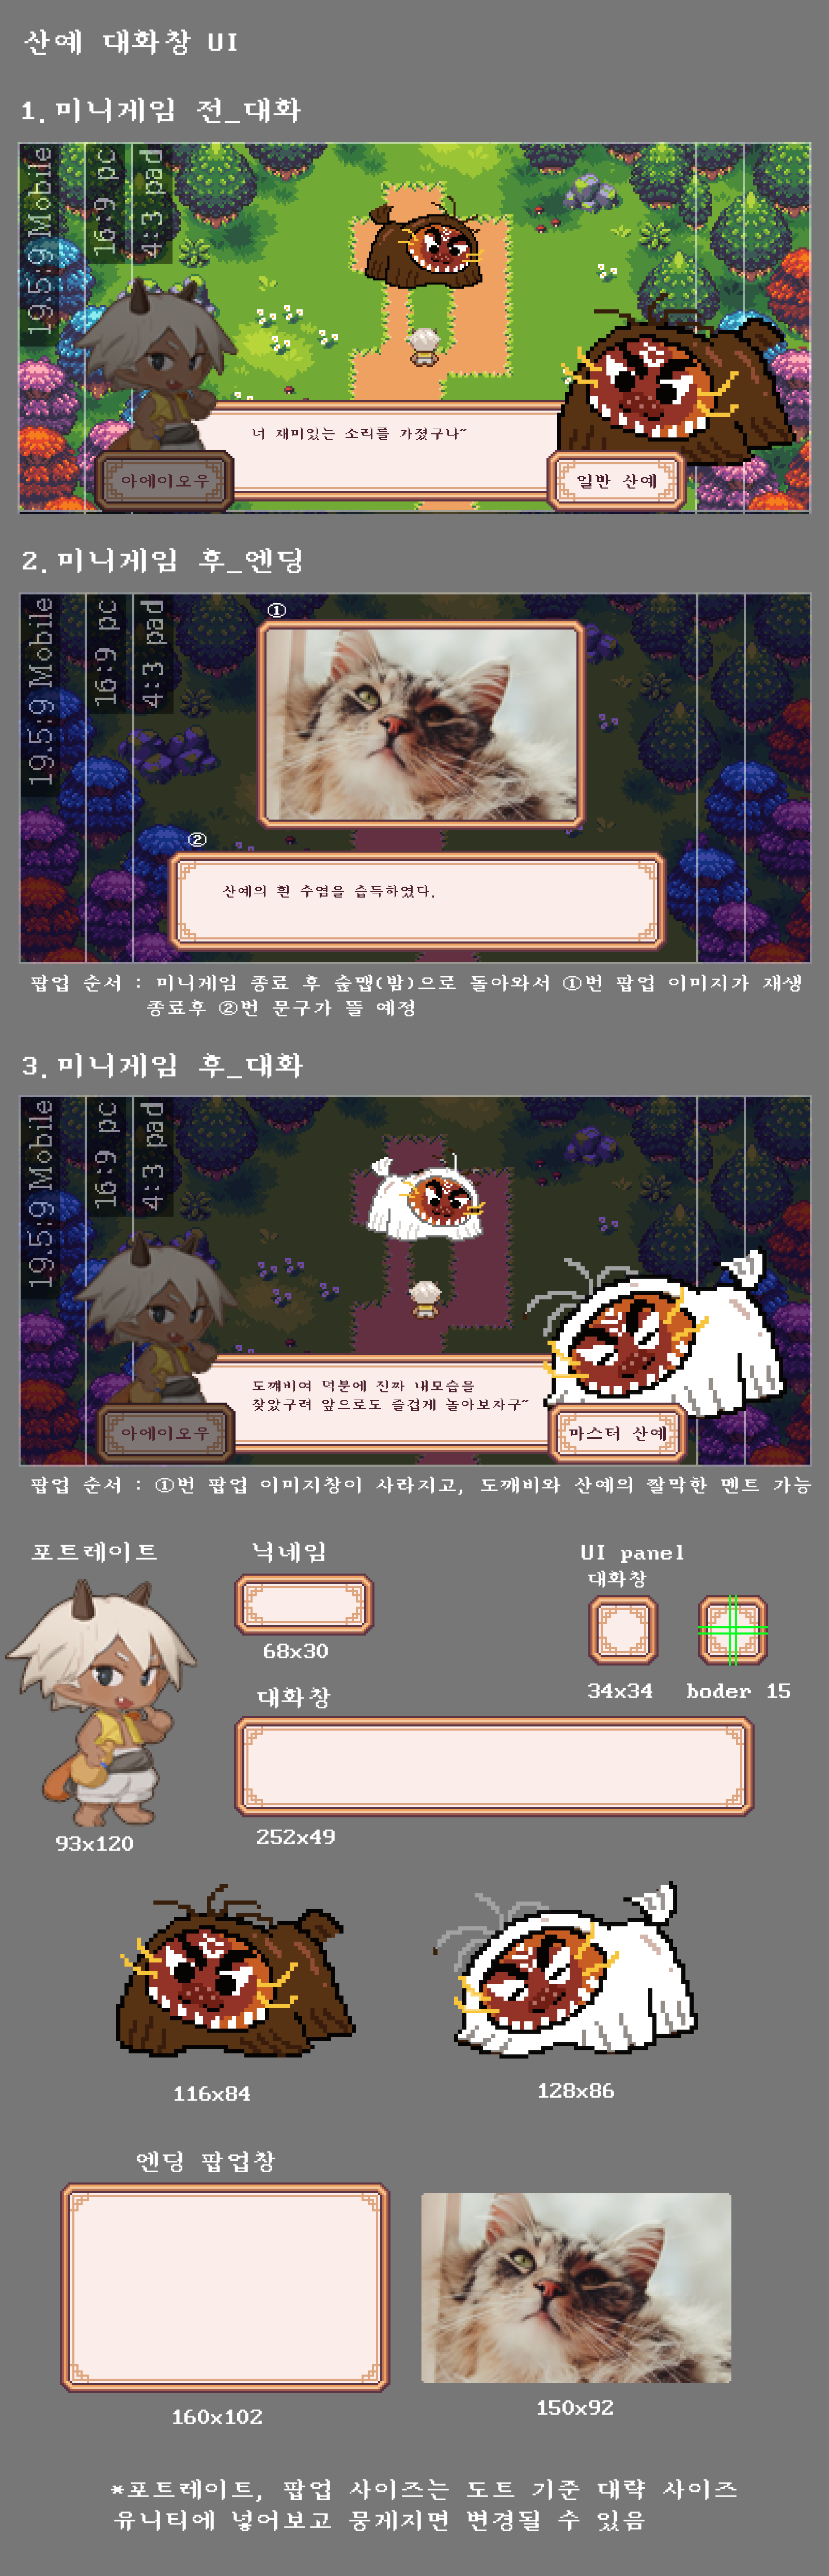 산예 대화창 UI
1.미니게임 전_대화
19.5:9 Mobile
16:9 pc
4:3 pad
너 재미있는 소리를 가졌구나~
아에이오우
일반 산예
2.미니게임 후_엔딩
19.5:9 Mobile
16:9 pc
4:3 pad
①
②
산예의 흰 수염을 습득하였다.
팝업 순서 : 미니게임 종료 후 숲맵(밤)으로 돌아와서 ①번 팝업 이미지가 재생
종료후 ②번 문구가 뜰 예정
3.미니게임 후_대화
19.5:9 Mobile
16:9 pc
4:3 pad
도깨비여 덕분에 진짜 내모습을
찾았구려 앞으로도 즐겁게 놀아보자구~
아에이오우
마스터 산예
팝업 순서 : ①번 팝업 이미지창이 사라지고, 도깨비와 산예의 짤막한 멘트 가능
포트레이트
닉네임
UI panel
대화창
68x30
대화창
34x34
boder 15
252x49
93x120
116x84
128x86
엔딩 팝업창
160x102
150x92
*포트레이트, 팝업 사이즈는 도트 기준 대략 사이즈
유니티에 넣어보고 뭉게지면 변경될 수 있음